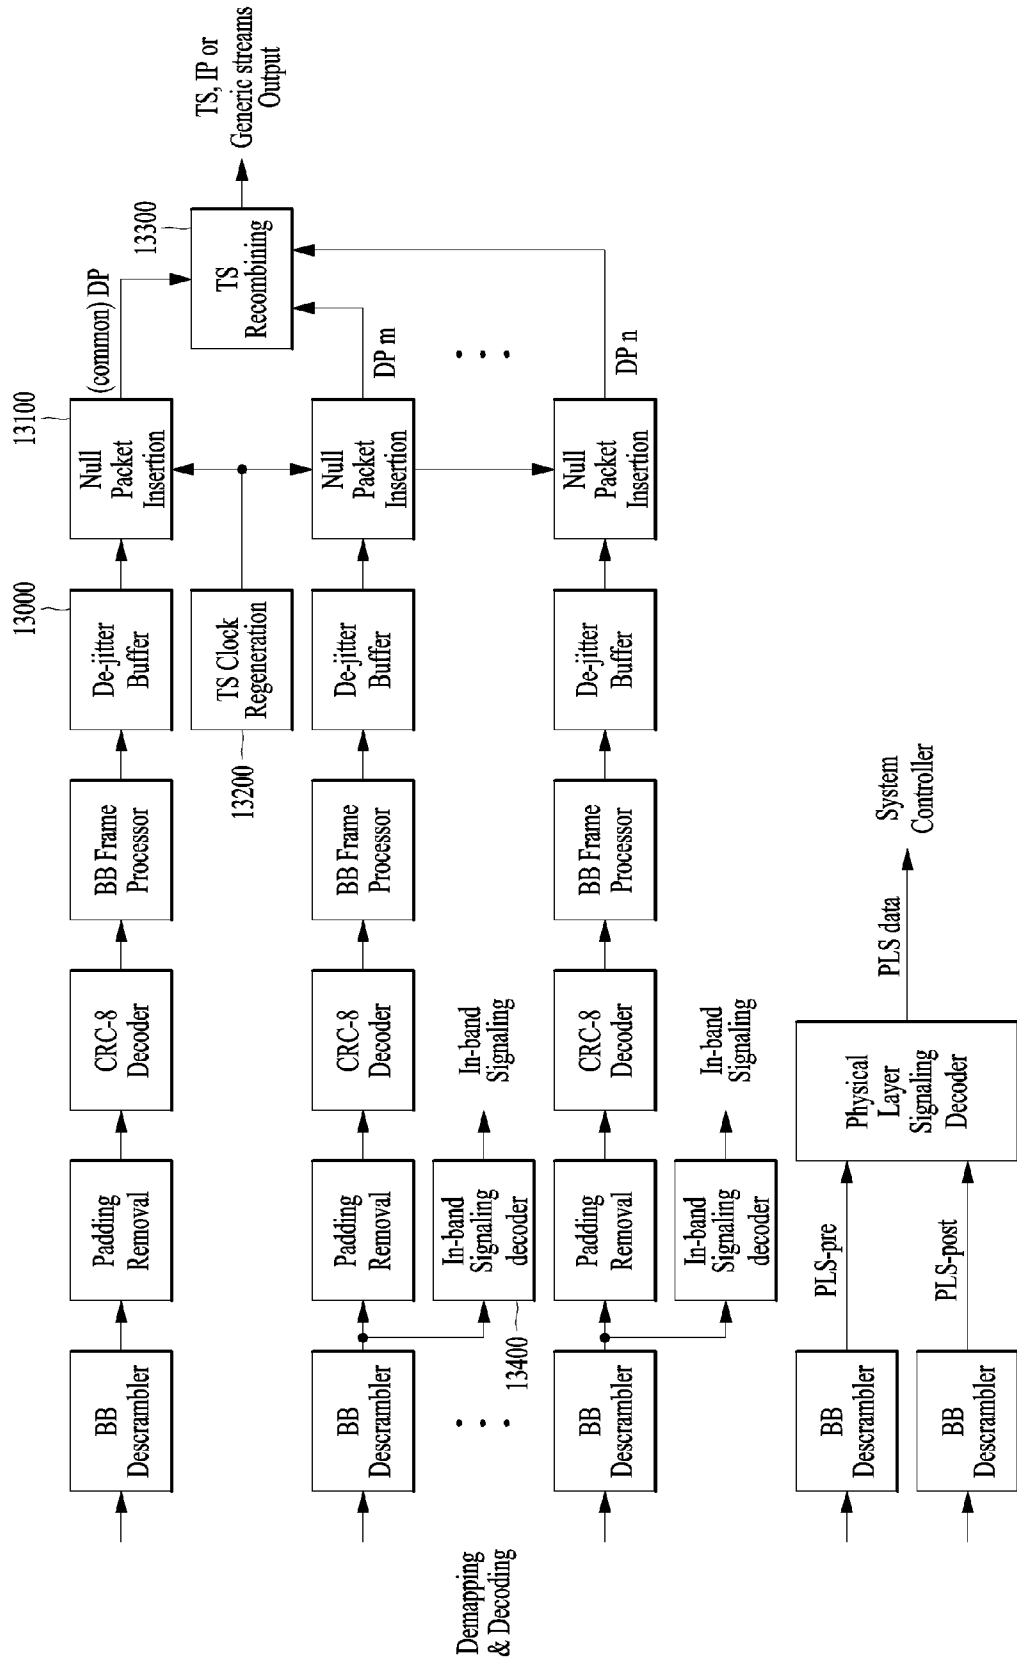 Demapping
& Decoding
BB
Descrambler
Padding
Removal
CRC-8
Decoder
BB Frame
Processor
De-jitter
Buffer
13000
Null
Packet
Insertion
13100
(common) DP
TS Clock
Regeneration
13200
TS
Recombining
13300
TS, IP or
Generic streams
Output
BB
Descrambler
Padding
Removal
CRC-8
Decoder
BB Frame
Processor
De-jitter
Buffer
Null
Packet
Insertion
DP m
In-band
Signaling
decoder
13400
In-band
Signaling
BB
Descrambler
Padding
Removal
CRC-8
Decoder
BB Frame
Processor
De-jitter
Buffer
Null
Packet
Insertion
DP n
In-band
Signaling
decoder
In-band
Signaling
BB
Descrambler
PLS-pre
BB
Descrambler
PLS-post
Physical
Layer
Signaling
Decoder
PLS data
System
Controller